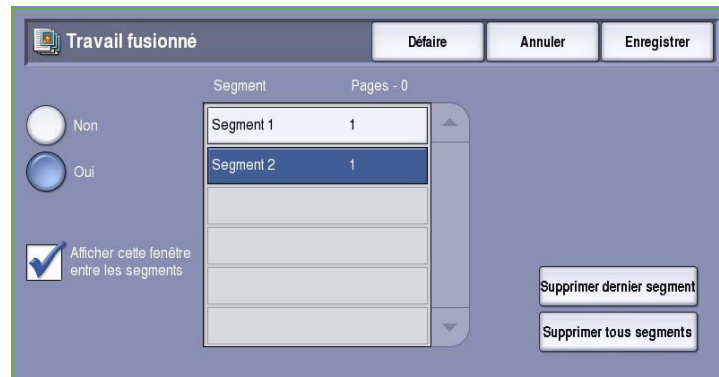 Travail fusionné
Défaire
Annuler
Enregistrer
Segment Pages - 0
Non
Oui
Segment 1 1
Segment 2 1
Afficher cette fenêtre
entre les segments
Supprimer dernier segment
Supprimer tous segments